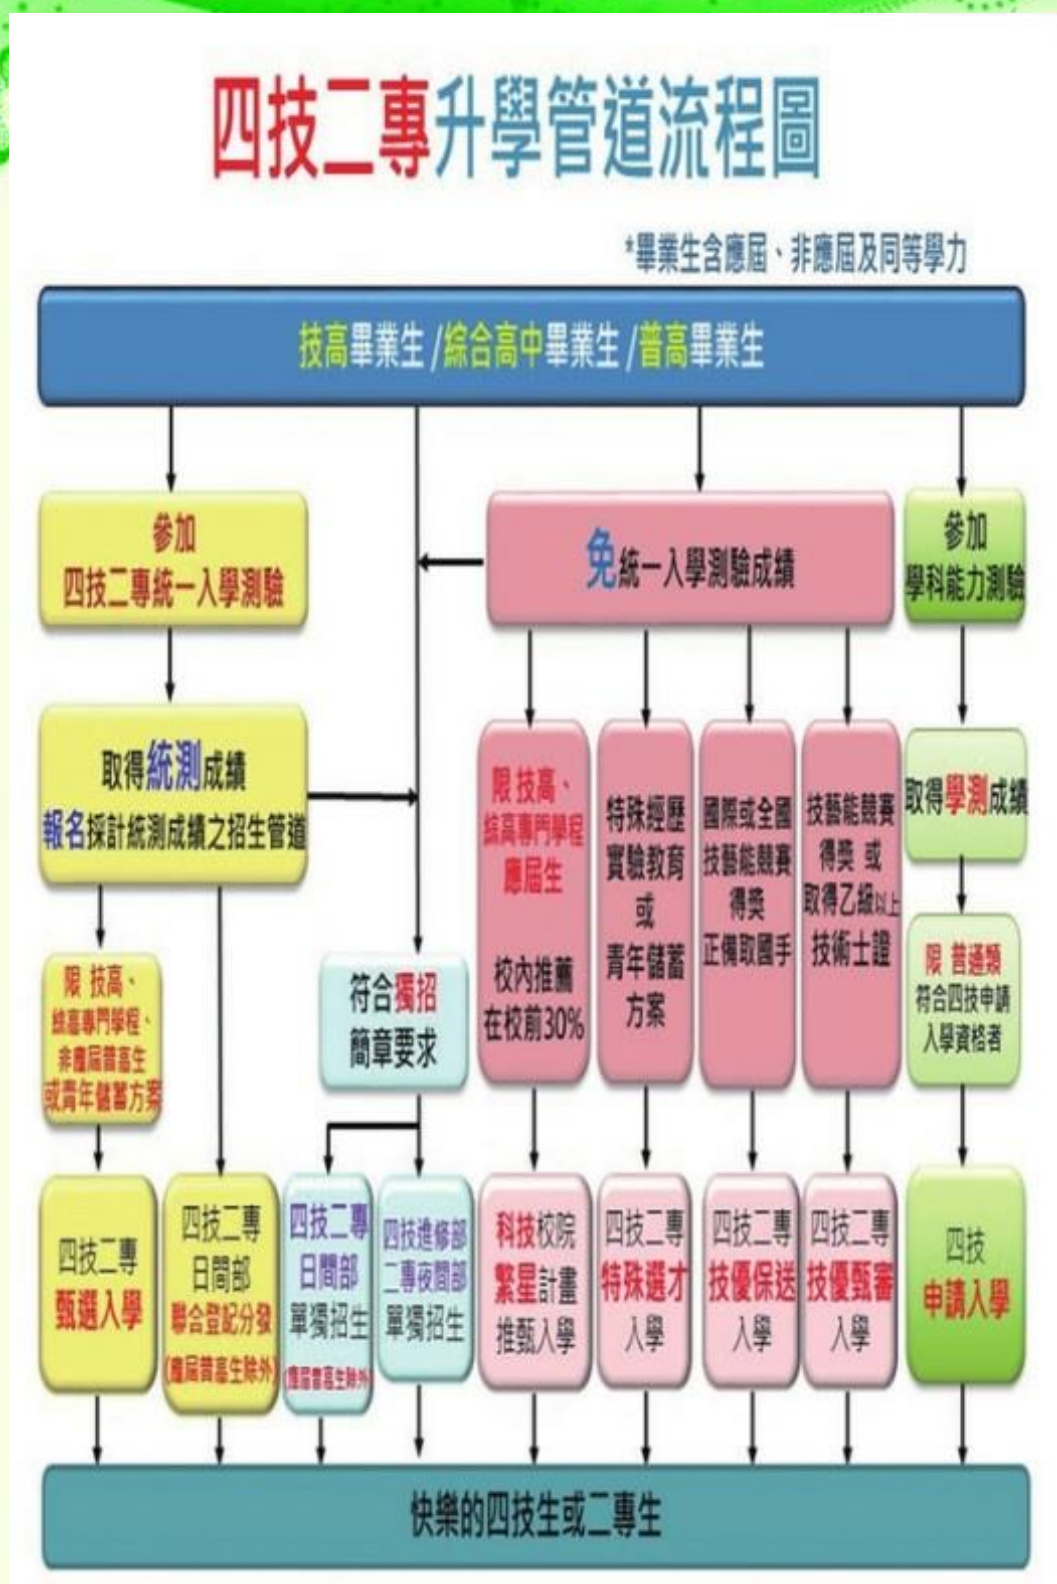 四技二專升學管道流程圖
*畢業生含應屆、非應屆及同等學力
技高畢業生/綜合高中畢業生/普高畢業生
參加
四技二專統一入學測驗
免統一入學測驗成績
參加
學科能力測驗
取得統測成績
報名採計統測成績之招生管道
限 技高、
綜高專門學程
應屆生
校內推薦
在校前30%
特殊經歷
實驗教育
或
青年儲蓄
方案
國際或全國
技藝能競賽
得獎
正備取國手
技藝能競賽
得獎 或
取得乙級以上
技術士證
取得學測成績
限 技高、
綜高專門學程、
非應屆普高生
或青年儲蓄方案
符合獨招
簡章要求
限 普通類
符合四技申請
入學資格者
四技二專
甄選入學
四技二專
日間部
聯合登記分發
(應屆普高生除外)
四技二專
日間部
單獨招生
(應屆普高生除外)
四技進修部
二專夜間部
單獨招生
科技校院
繁星計畫
推甄入學
四技二專
特殊選才
入學
四技二專
技優保送
入學
四技二專
技優甄審
入學
四技
申請入學
快樂的四技生或二專生